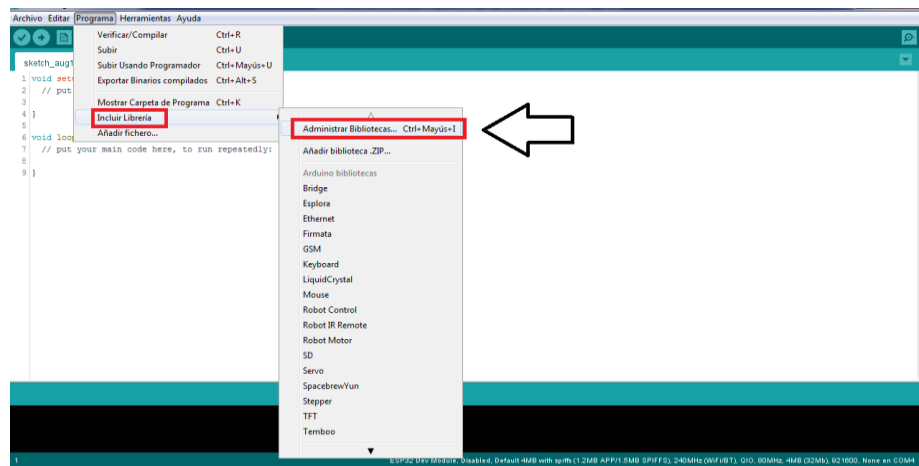 Archivo Editar Programa Herramientas Ayuda
Verificar/Compilar Ctrl+R
Subir Ctrl+U
Subir Usando Programador Ctrl+Mayús+U
Exportar Binarios compilados Ctrl+Alt+S
Mostrar Carpeta de Programa Ctrl+K
Incluir Librería
Añadir fichero...
sketch_aug1
1 void set
2 // put
3
4 }
5
6 void loo
7 // put your main code here, to run repeatedly:
8
9 }
Administrar Bibliotecas... Ctrl+Mayús+I
Añadir biblioteca .ZIP...
Arduino bibliotecas
Bridge
Esplora
Ethernet
Firmata
GSM
Keyboard
LiquidCrystal
Mouse
Robot Control
Robot IR Remote
Robot Motor
SD
Servo
SpacebrewYun
Stepper
TFT
Temboo
1
ESP32 Dev Module, Disabled, Default 4MB with spiffs (1.2MB APP/1.5MB SPIFFS), 240MHz (WiFi/BT), QIO, 80MHz, 4MB (32Mb), 921600, None en COM4